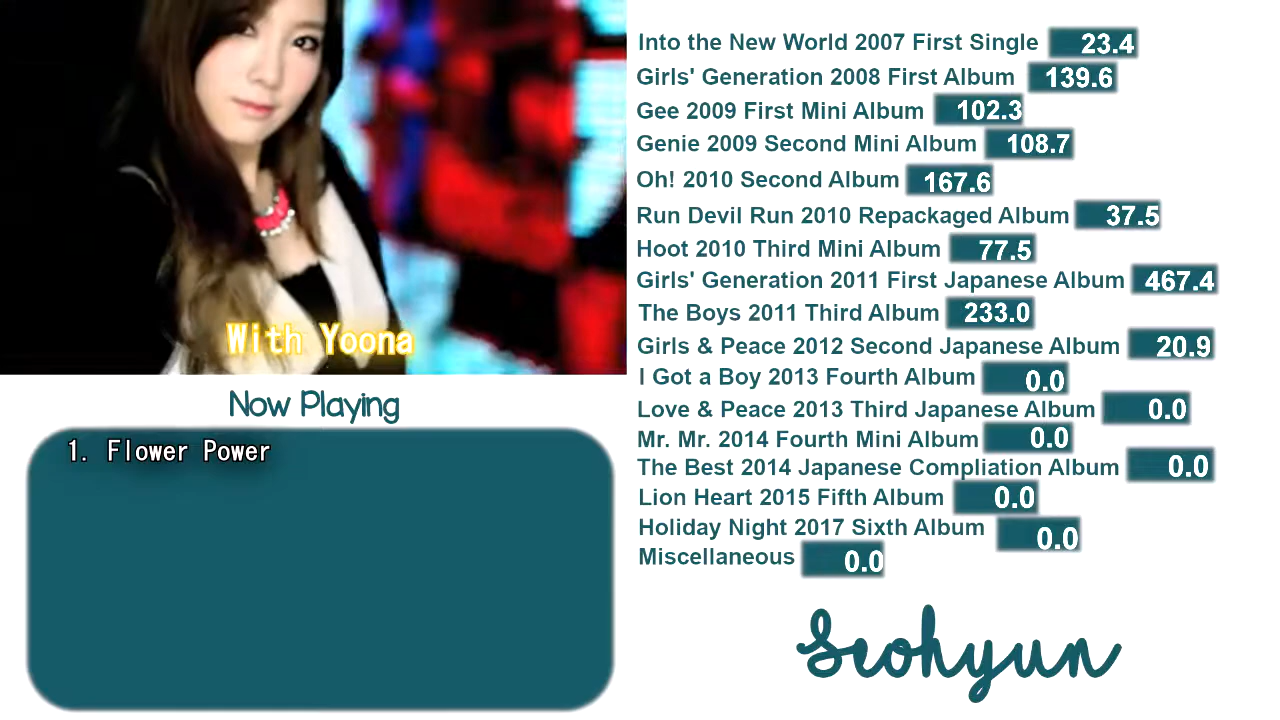 With Yoona
Now Playing
1. Flower Power
Into the New World 2007 First Single 23.4
Girls' Generation 2008 First Album 139.6
Gee 2009 First Mini Album 102.3
Genie 2009 Second Mini Album 108.7
Oh! 2010 Second Album 167.6
Run Devil Run 2010 Repackaged Album 37.5
Hoot 2010 Third Mini Album 77.5
Girls' Generation 2011 First Japanese Album 467.4
The Boys 2011 Third Album 233.0
Girls & Peace 2012 Second Japanese Album 20.9
I Got a Boy 2013 Fourth Album 0.0
Love & Peace 2013 Third Japanese Album 0.0
Mr. Mr. 2014 Fourth Mini Album 0.0
The Best 2014 Japanese Compliation Album 0.0
Lion Heart 2015 Fifth Album 0.0
Holiday Night 2017 Sixth Album 0.0
Miscellaneous 0.0
Seohyun